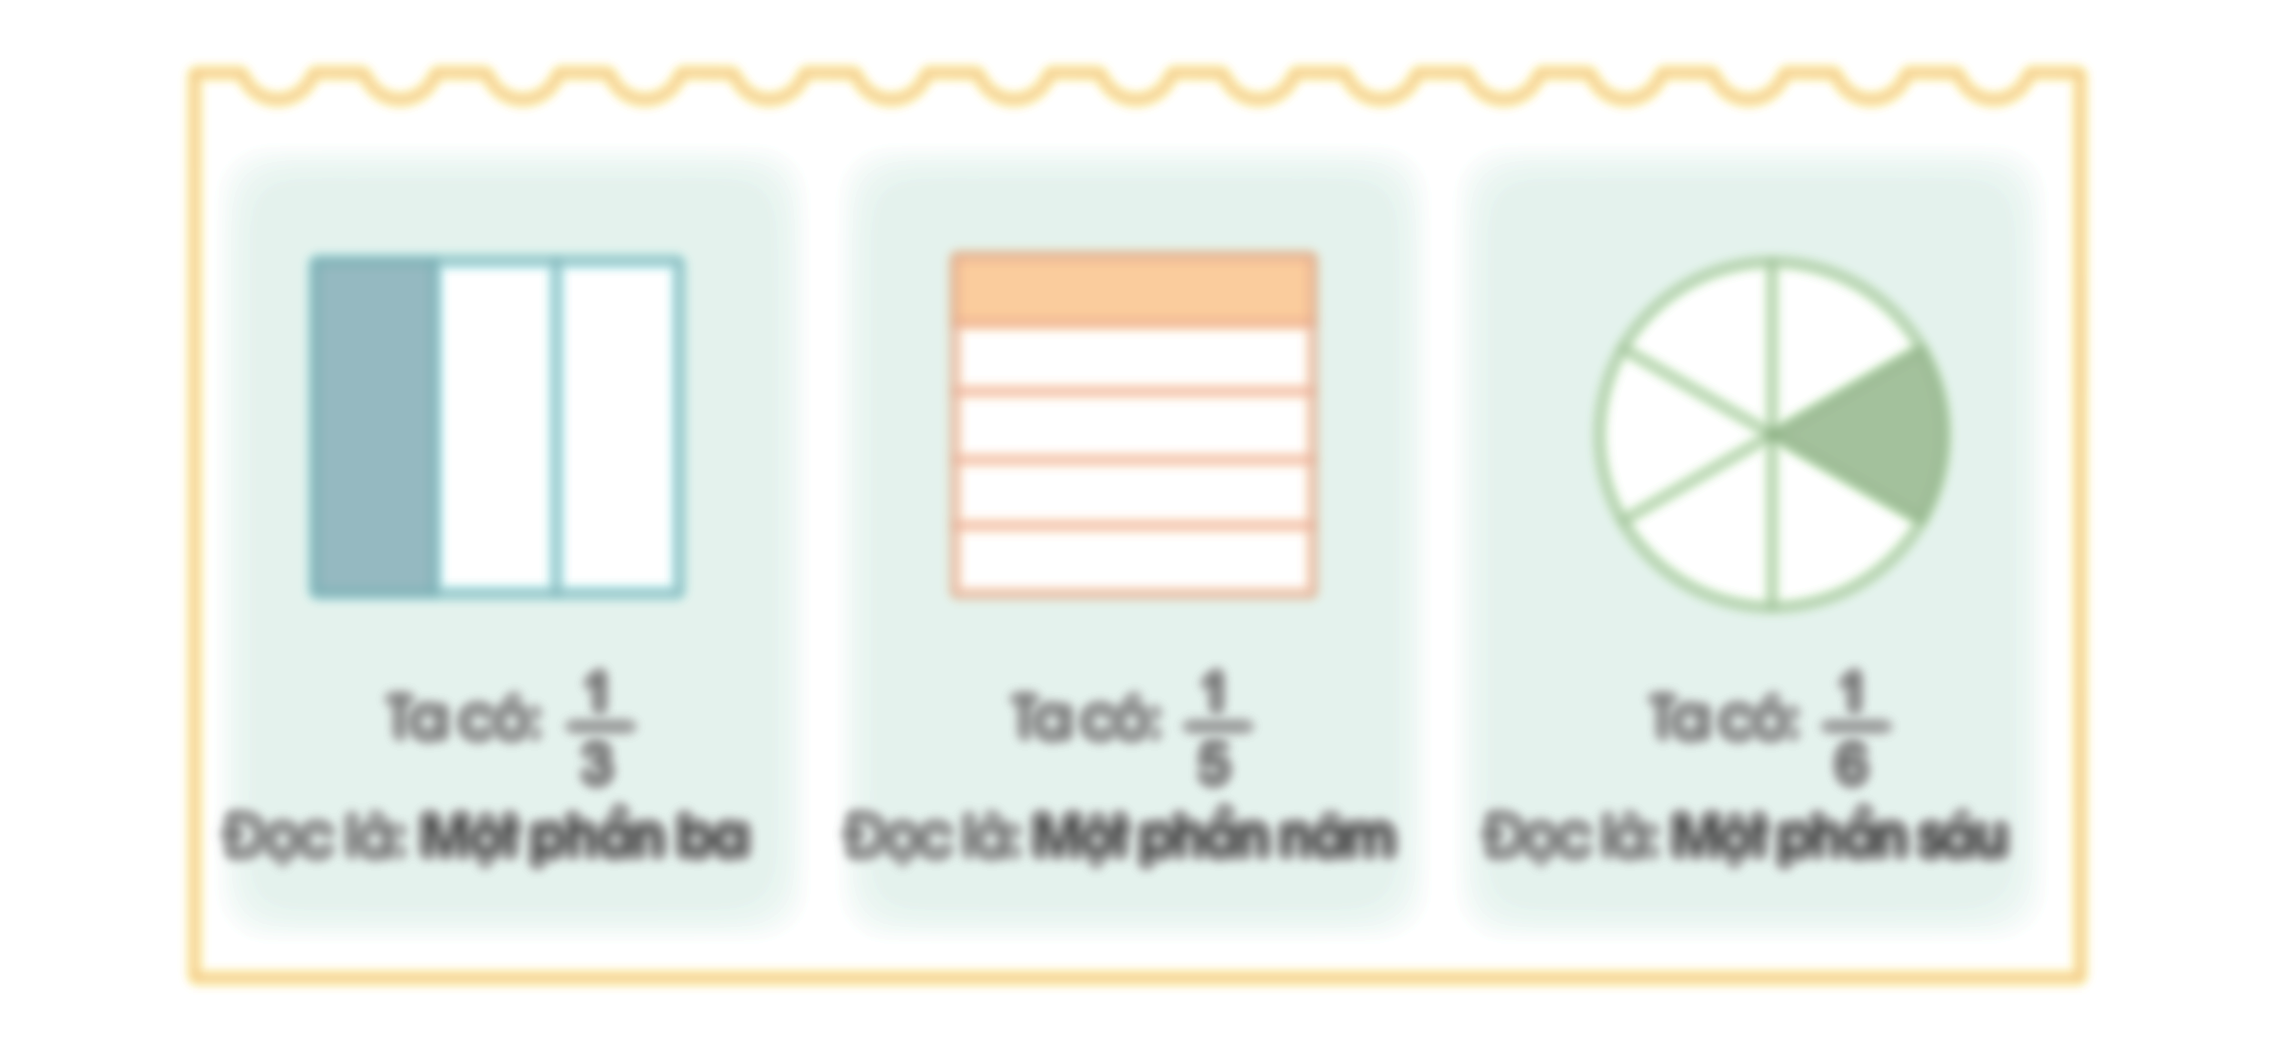 Ta có: 1/3
Đọc là: Một phần ba
Ta có: 1/5
Đọc là: Một phần năm
Ta có: 1/6
Đọc là: Một phần sáu